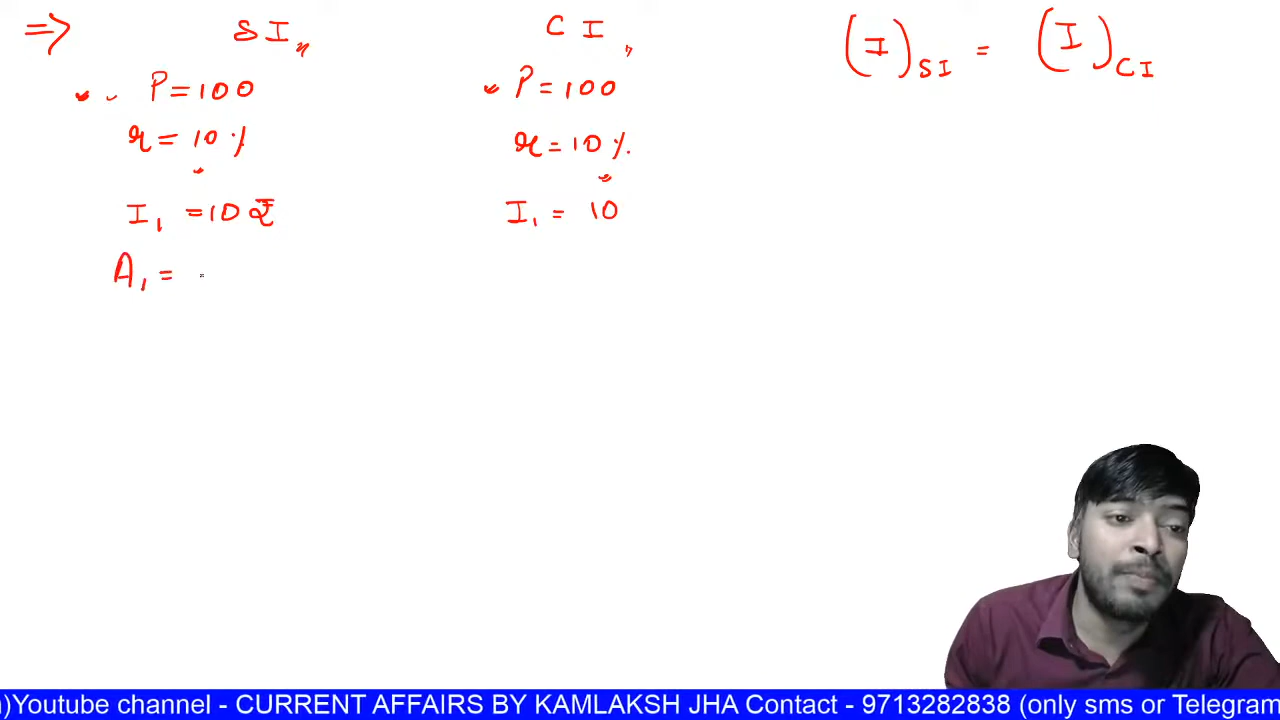 ⇒ SI CI (I)SI = (I)CI
P = 100 P = 100
r = 10% r = 10%
I₁ = 10 ₹ I₁ = 10
A₁ =
)Youtube channel - CURRENT AFFAIRS BY KAMLAKSH JHA Contact - 9713282838 (only sms or Telegram